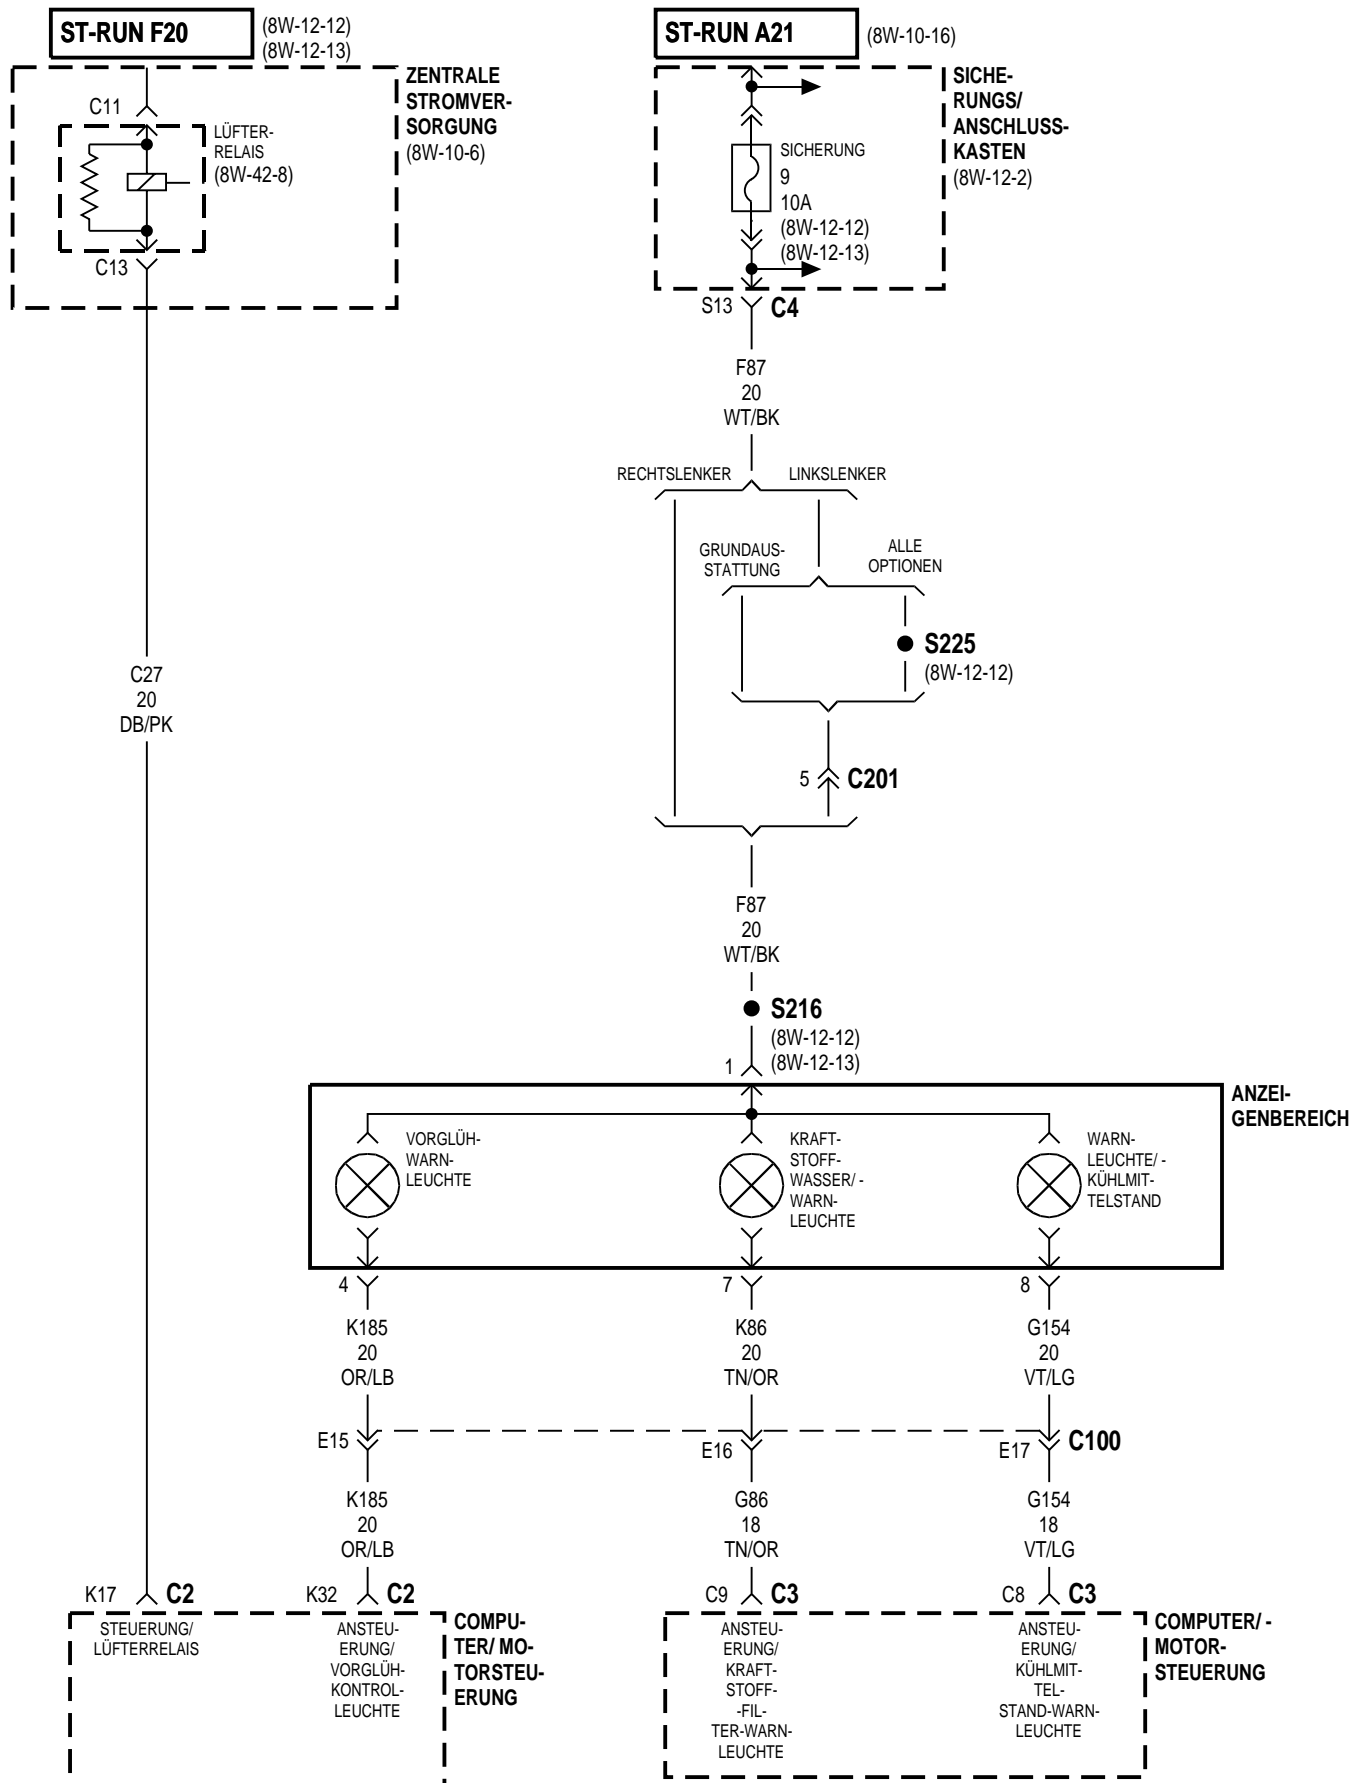 ST-RUN F20
(8W-12-12)
(8W-12-13)
ST-RUN A21
(8W-10-16)
ZENTRALE
STROMVER-
SORGUNG
(8W-10-6)
C11
LÜFTER-
RELAIS
(8W-42-8)
C13
SICHE-
RUNGS/
ANSCHLUSS-
KASTEN
(8W-12-2)
SICHERUNG
9
10A
(8W-12-12)
(8W-12-13)
S13
C4
F87
20
WT/BK
RECHTSLENKER
LINKSLENKER
GRUNDAUS-
STATTUNG
ALLE
OPTIONEN
S225
(8W-12-12)
C27
20
DB/PK
5
C201
F87
20
WT/BK
S216
(8W-12-12)
(8W-12-13)
1
ANZEI-
GENBEREICH
VORGLÜH-
WARN-
LEUCHTE
KRAFT-
STOFF-
WASSER/ -
WARN-
LEUCHTE
WARN-
LEUCHTE/ -
KÜHLMIT-
TELSTAND
4
7
8
K185
20
OR/LB
K86
20
TN/OR
G154
20
VT/LG
E15
E16
E17
C100
K185
20
OR/LB
G86
18
TN/OR
G154
18
VT/LG
K17
C2
K32
C2
C9
C3
C8
C3
STEUERUNG/
LÜFTERRELAIS
ANSTEU-
ERUNG/
VORGLÜH-
KONTROL-
LEUCHTE
COMPU-
TER/ MO-
TORSTEU-
ERUNG
ANSTEU-
ERUNG/
KRAFT-
STOFF-
-FIL-
TER-WARN-
LEUCHTE
ANSTEU-
ERUNG/
KÜHLMIT-
TEL-
STAND-WARN-
LEUCHTE
COMPUTER/ -
MOTOR-
STEUERUNG